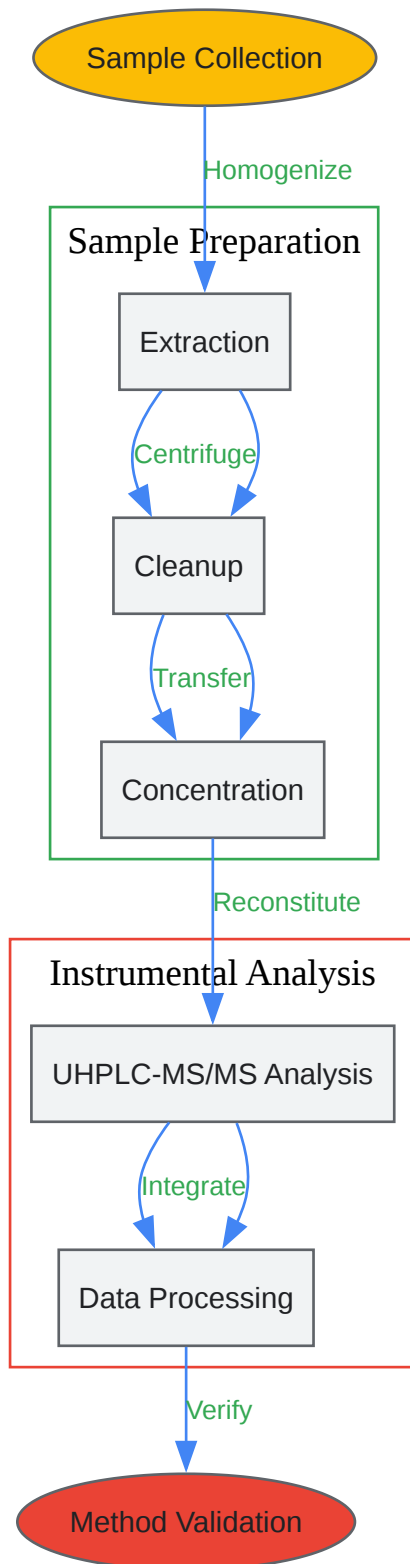 Sample Collection
Homogenize
Sample Preparation
Extraction
Centrifuge
Cleanup
Transfer
Concentration
Reconstitute
Instrumental Analysis
UHPLC-MS/MS Analysis
Integrate
Data Processing
Verify
Method Validation